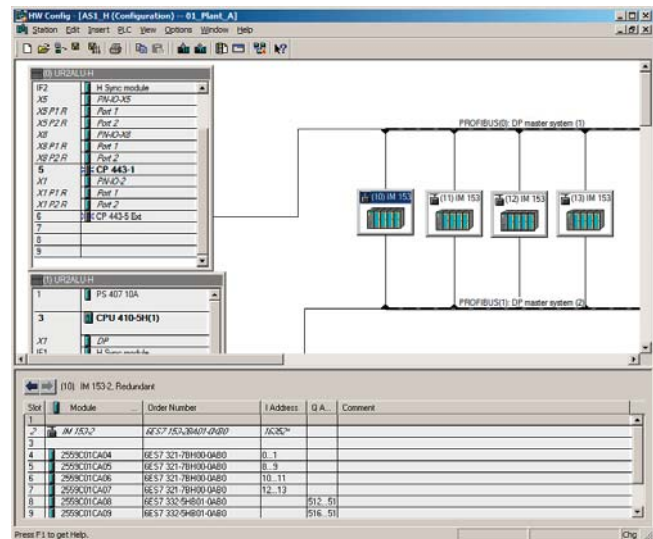 HW Config - [AS1_H (Configuration) -- 01_Plant_A]
Station Edit Insert PLC View Options Window Help
(0) UR2ALU-H
IF2 H Sync module
X5 PN-IO-X5
X5 P1 R Port 1
X5 P2 R Port 2
X8 PN-IO-X8
X8 P1 R Port 1
X8 P2 R Port 2
5 CP 443-1
X1 PN-IO-2
X1 P1 R Port 1
X1 P2 R Port 2
6 CP 443-5 Ext
7
8
9
PROFIBUS(0): DP master system (1)
(10) IM 153 (11) IM 153 (12) IM 153 (13) IM 153
(1) UR2ALU-H
1 PS 407 10A
3 CPU 410-5H(1)
X1 DP
IF1 H Sync module
PROFIBUS(1): DP master system (2)
(10) IM 153-2, Redundant
Slot Module ... Order Number I Address Q A... Comment
1
2 IM 153-2 6ES7 153-2BA01-0XB0 16352*
3
4 2559C01CA04 6ES7 321-7BH00-0AB0 0...1
5 2559C01CA05 6ES7 321-7BH00-0AB0 8...9
6 2559C01CA06 6ES7 321-7BH00-0AB0 10...11
7 2559C01CA07 6ES7 321-7BH00-0AB0 12...13
8 2559C01CA08 6ES7 332-5HB01-0AB0 512...51
9 2559C01CA09 6ES7 332-5HB01-0AB0 516...51
Press F1 to get Help. Chg